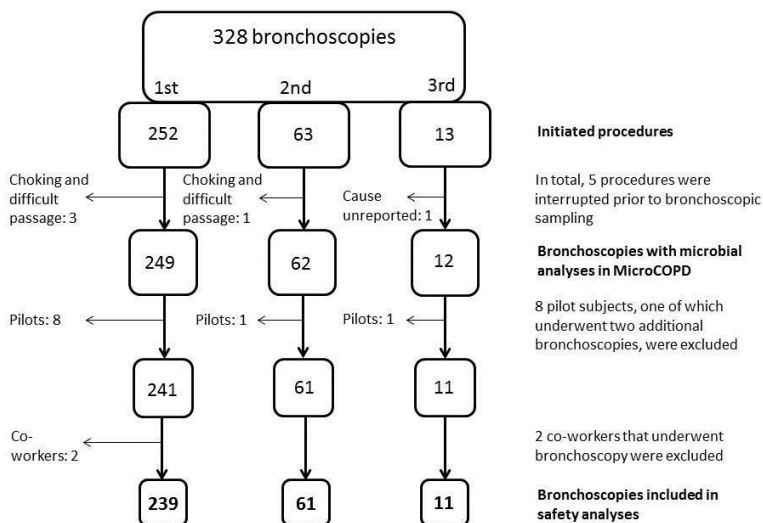 328 bronchoscopies
1st 2nd 3rd
252 63 13 Initiated procedures
Choking and
difficult
passage: 3
Choking and
difficult
passage: 1
Cause
unreported: 1
In total, 5 procedures were
interrupted prior to bronchoscopic
sampling
249 62 12
Bronchoscopies with microbial
analyses in MicroCOPD
Pilots: 8 Pilots: 1 Pilots: 1
8 pilot subjects, one of which
underwent two additional
bronchoscopies, were excluded
241 61 11
Co-
workers: 2
2 co-workers that underwent
bronchoscopy were excluded
239 61 11
Bronchoscopies included in
safety analyses